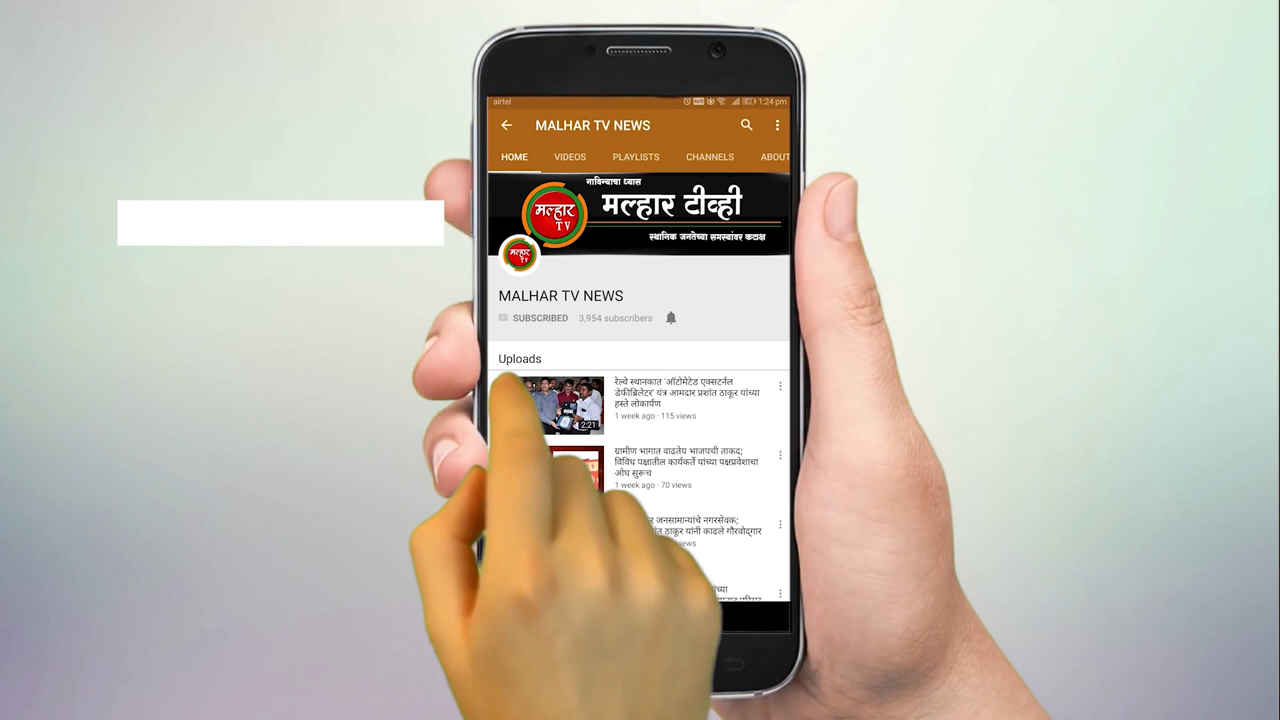 airtel
1:24 pm
MALHAR TV NEWS
HOME VIDEOS PLAYLISTS CHANNELS ABOUT
नाविन्याचा ध्यास
मल्हार टीव्ही
स्थानिक जनतेच्या समस्यांवर कटाक्ष
मल्हार
TV
मल्हार
TV
MALHAR TV NEWS
SUBSCRIBED 3,954 subscribers
Uploads
रेल्वे स्थानकात 'ऑटोमेटेड एक्सटर्नल
डेफीब्रिलेटर' यंत्र आमदार प्रशांत ठाकूर यांच्या
हस्ते लोकार्पण
1 week ago · 115 views
2:21
ग्रामीण भागात वाढतेय भाजपची ताकद;
विविध पक्षातील कार्यकर्ते यांच्या पक्षप्रवेशाचा
ओघ सुरूच
1 week ago · 70 views
जनसामान्यांचे नगरसेवक;
ठाकूर यांनी काढले गौरवोद्गार
views